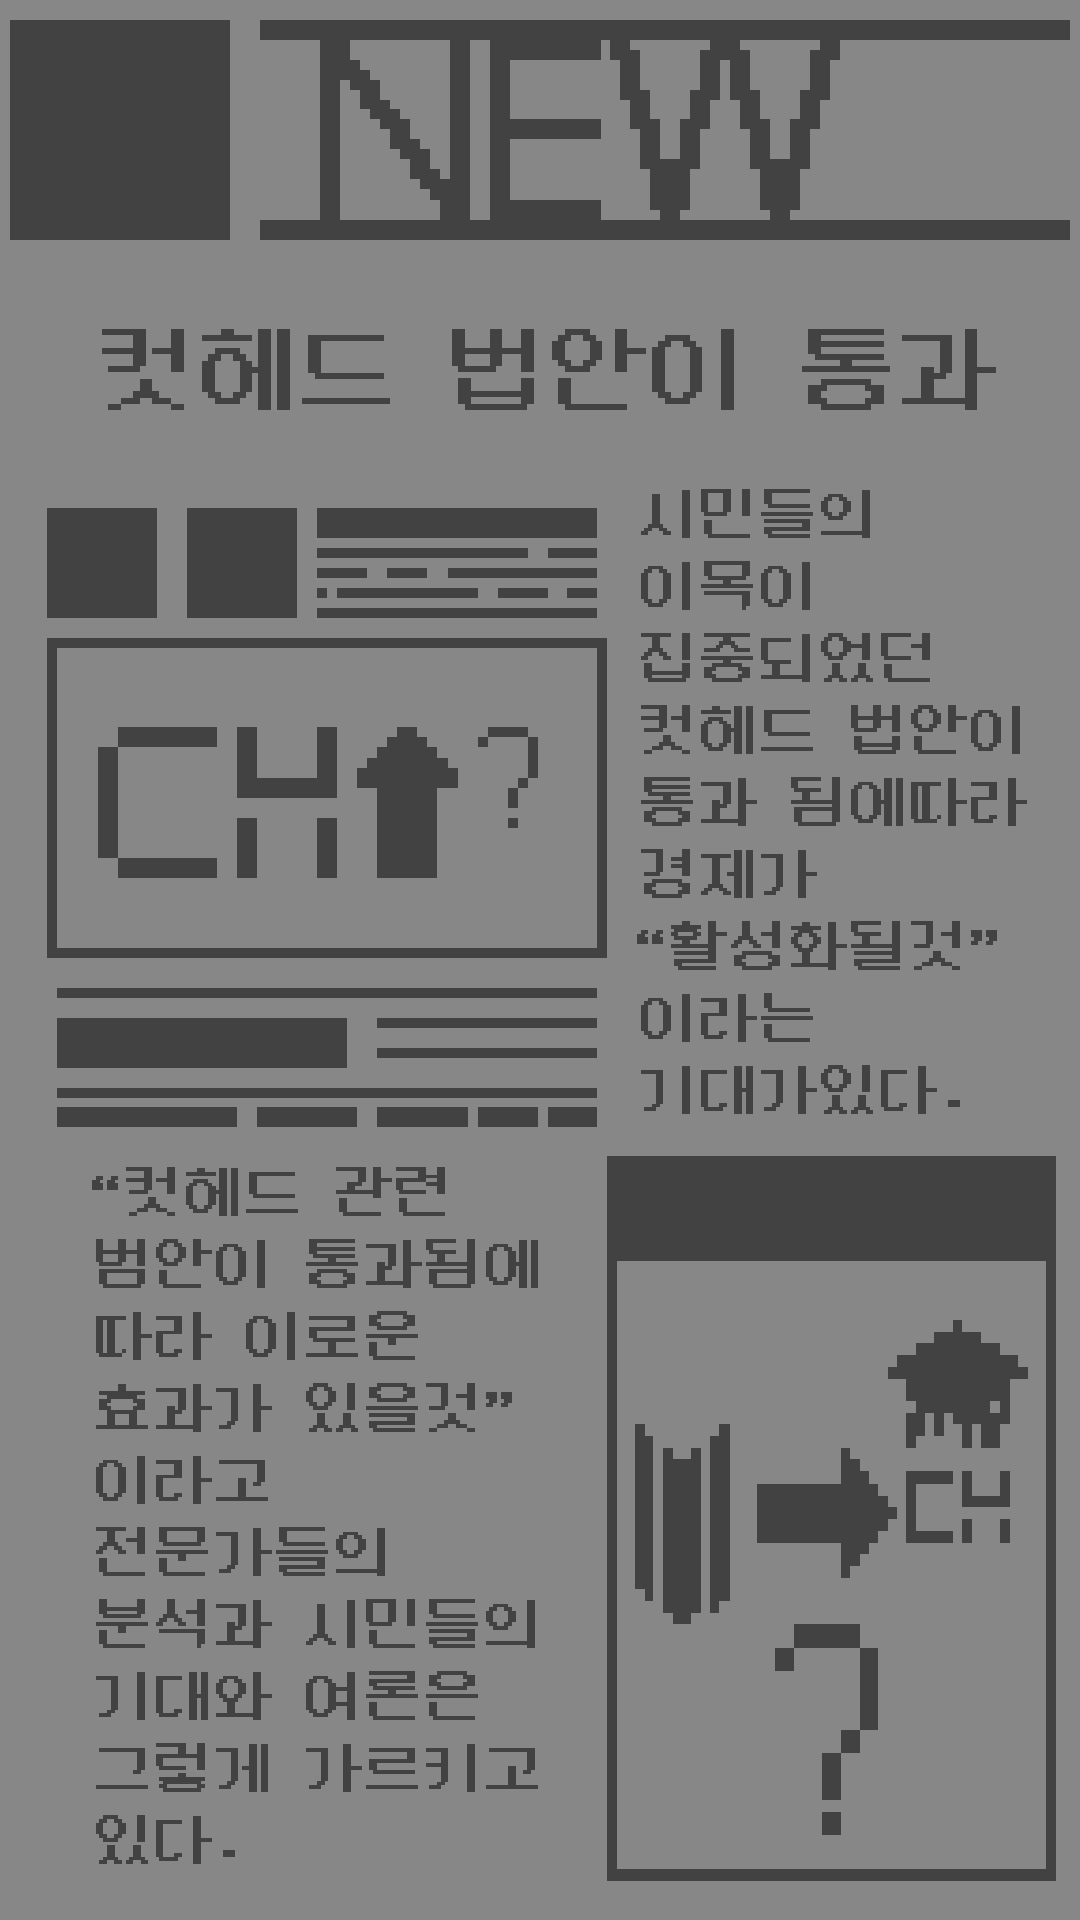 NEW
컷헤드 법안이 통과
시민들의
이목이
집중되었던
컷헤드 법안이
통과 됨에따라
경제가
“활성화될것”
이라는
기대가있다.
CH ?
“컷헤드 관련
범안이 통과됨에
따라 이로운
효과가 있을것”
이라고
전문가들의
분석과 시민들의
기대와 여론은
그렇게 가르키고
있다.
CH
?